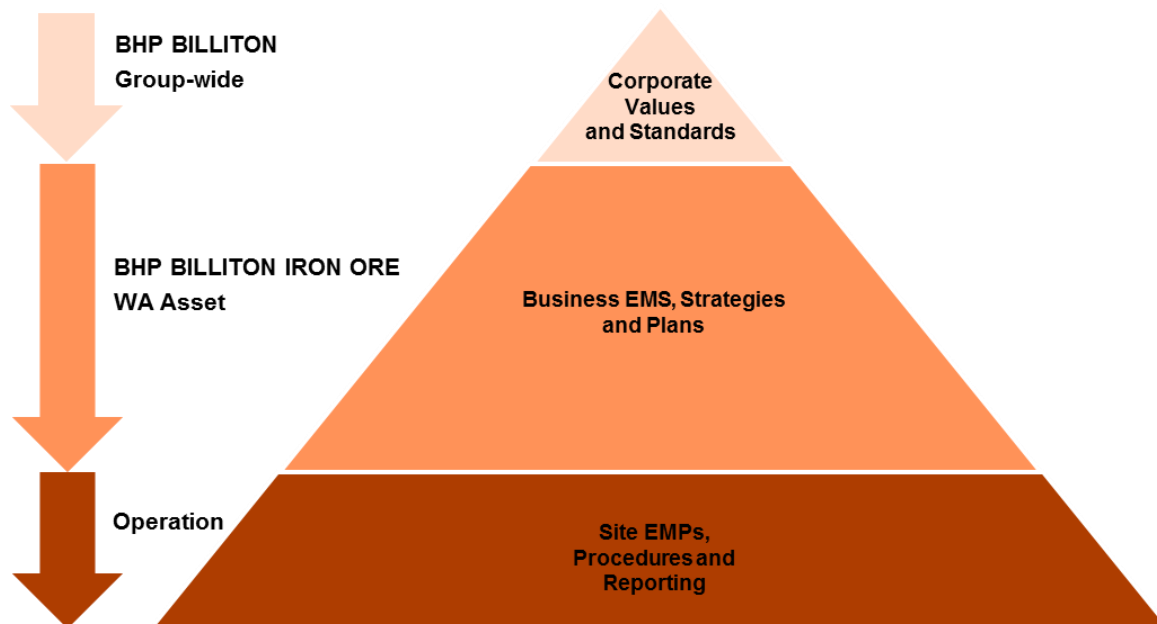 BHP BILLITON
Group-wide
Corporate
Values
and Standards
BHP BILLITON IRON ORE
WA Asset
Business EMS, Strategies
and Plans
Operation
Site EMPs,
Procedures and
Reporting